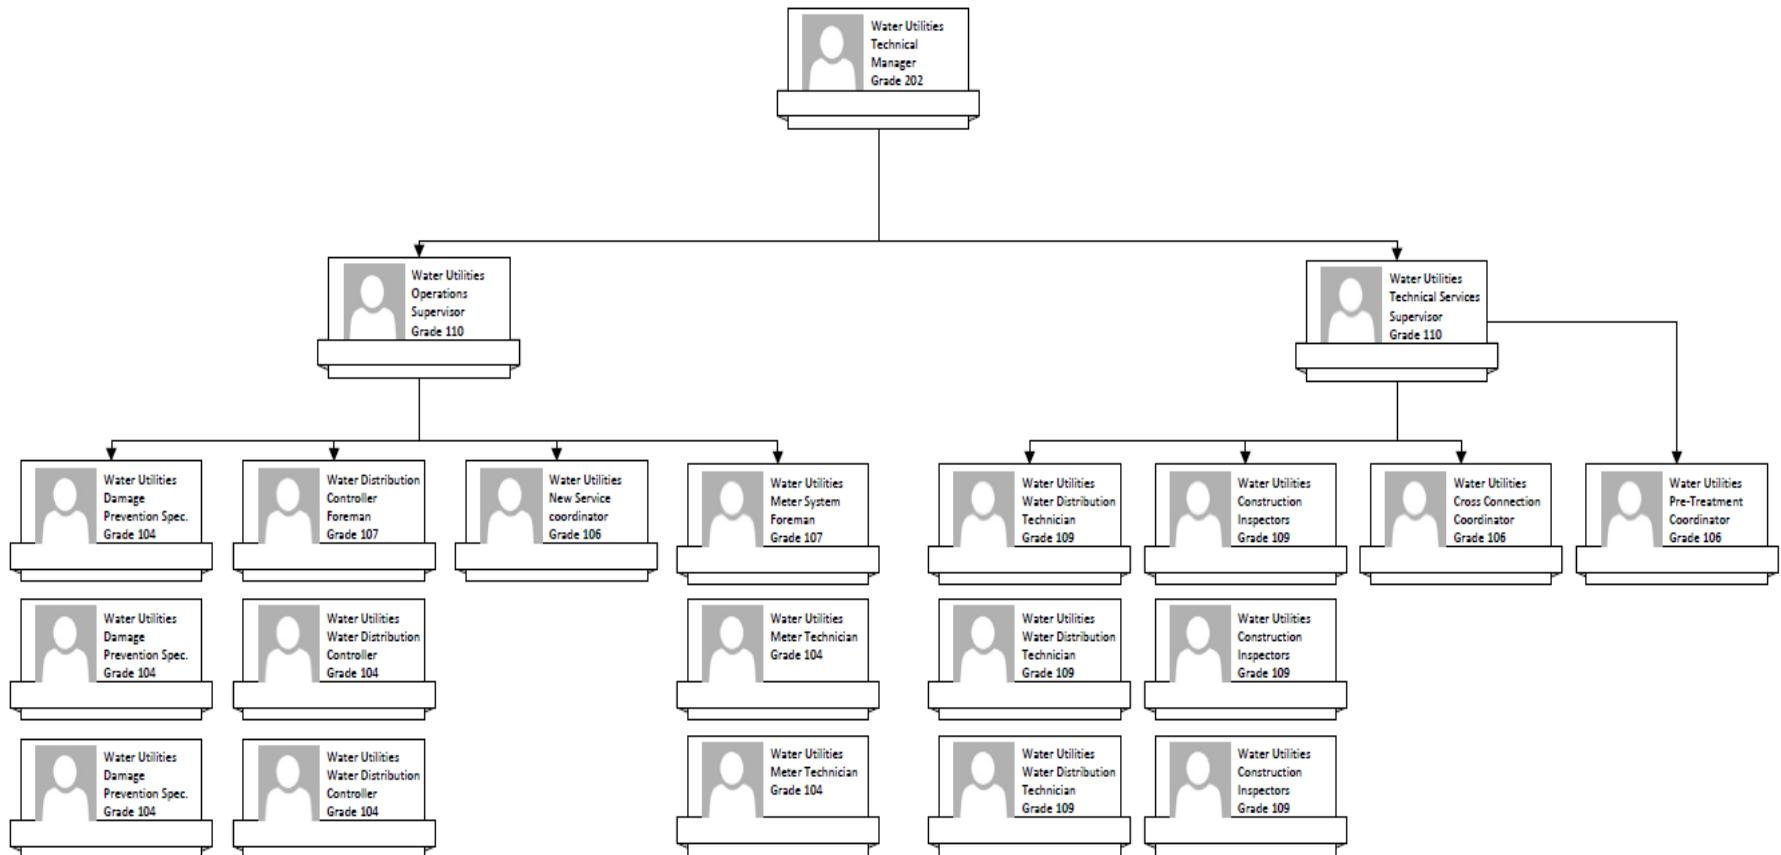 Water Utilities
Technical
Manager
Grade 202
Water Utilities
Operations
Supervisor
Grade 110
Water Utilities
Technical Services
Supervisor
Grade 110
Water Utilities
Damage
Prevention Spec.
Grade 104
Water Distribution
Controller
Foreman
Grade 107
Water Utilities
New Service
coordinator
Grade 106
Water Utilities
Meter System
Foreman
Grade 107
Water Utilities
Water Distribution
Technician
Grade 109
Water Utilities
Construction
Inspectors
Grade 109
Water Utilities
Cross Connection
Coordinator
Grade 106
Water Utilities
Pre-Treatment
Coordinator
Grade 106
Water Utilities
Damage
Prevention Spec.
Grade 104
Water Utilities
Water Distribution
Controller
Grade 104
Water Utilities
Meter Technician
Grade 104
Water Utilities
Water Distribution
Technician
Grade 109
Water Utilities
Construction
Inspectors
Grade 109
Water Utilities
Damage
Prevention Spec.
Grade 104
Water Utilities
Water Distribution
Controller
Grade 104
Water Utilities
Meter Technician
Grade 104
Water Utilities
Water Distribution
Technician
Grade 109
Water Utilities
Construction
Inspectors
Grade 109